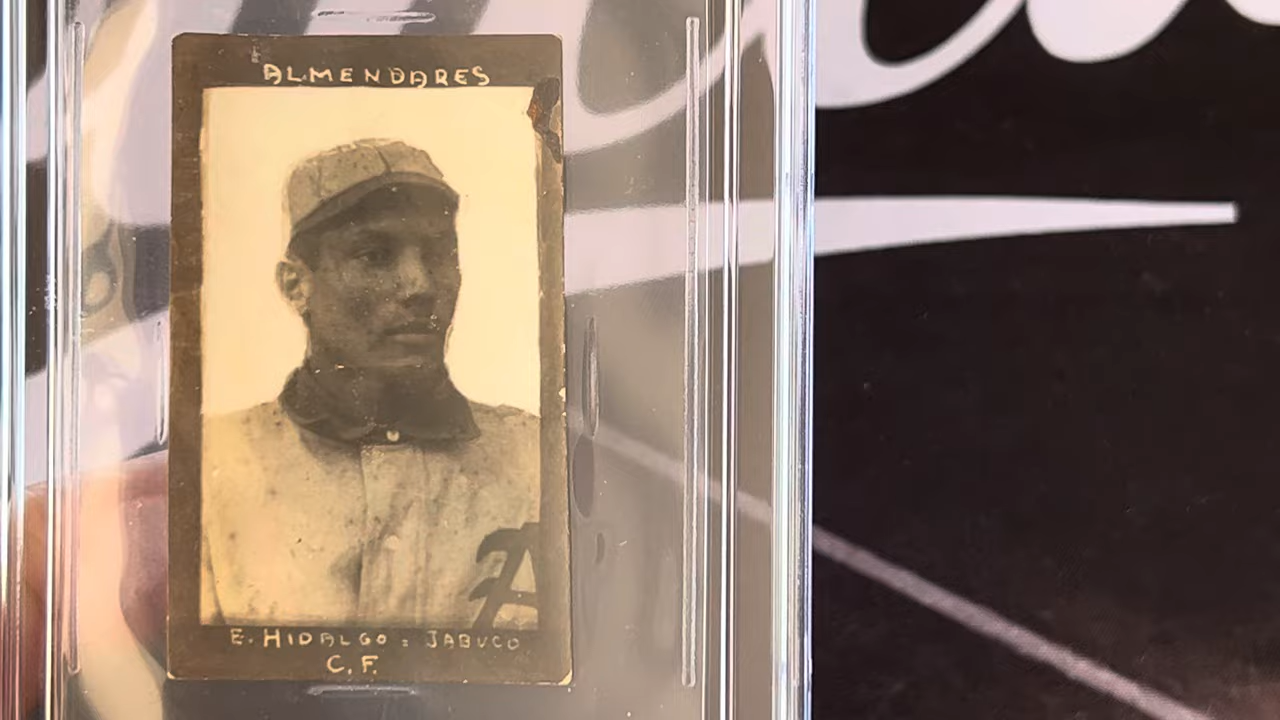 ALMENDARES
E. HIDALGO = JABUCO
C. F.